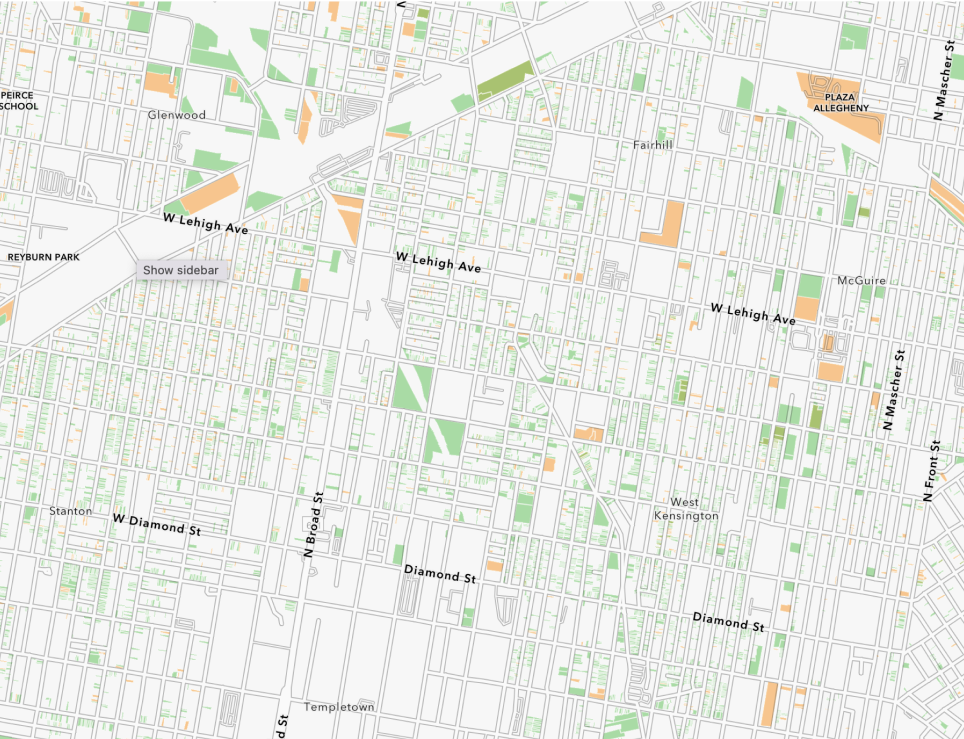 N Mascher St
PEIRCE
SCHOOL
PLAZA
ALLEGHENY
Glenwood
Fairhill
W Lehigh Ave
W Lehigh Ave
REYBURN PARK
Show sidebar
McGuire
W Lehigh Ave
N Mascher St
N Front St
Stanton
W Diamond St
N Broad St
West
Kensington
Diamond St
Diamond St
Templetown
d St